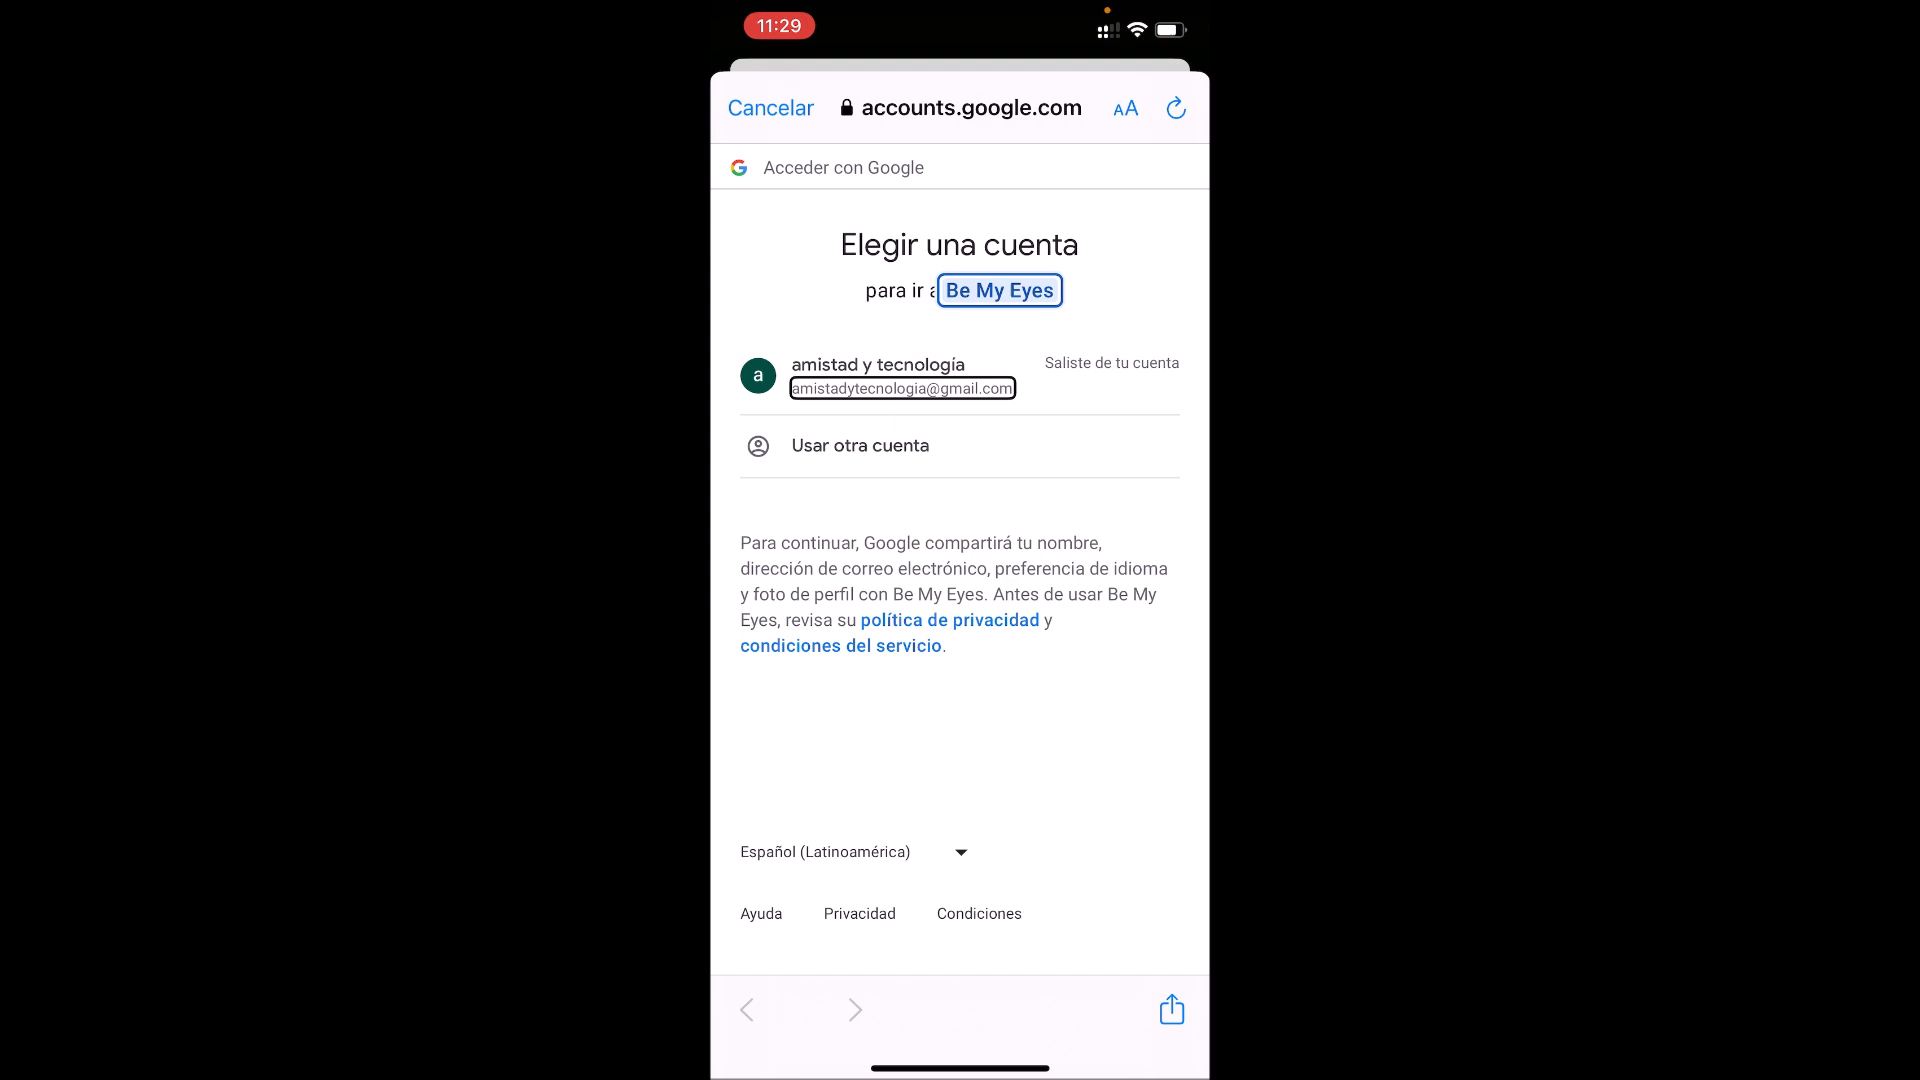 11:29
Cancelar accounts.google.com AA
Acceder con Google
Elegir una cuenta
para ir a Be My Eyes
a amistad y tecnología Saliste de tu cuenta
amistadytecnologia@gmail.com
Usar otra cuenta
Para continuar, Google compartirá tu nombre,
dirección de correo electrónico, preferencia de idioma
y foto de perfil con Be My Eyes. Antes de usar Be My
Eyes, revisa su política de privacidad y
condiciones del servicio.
Español (Latinoamérica)
Ayuda Privacidad Condiciones